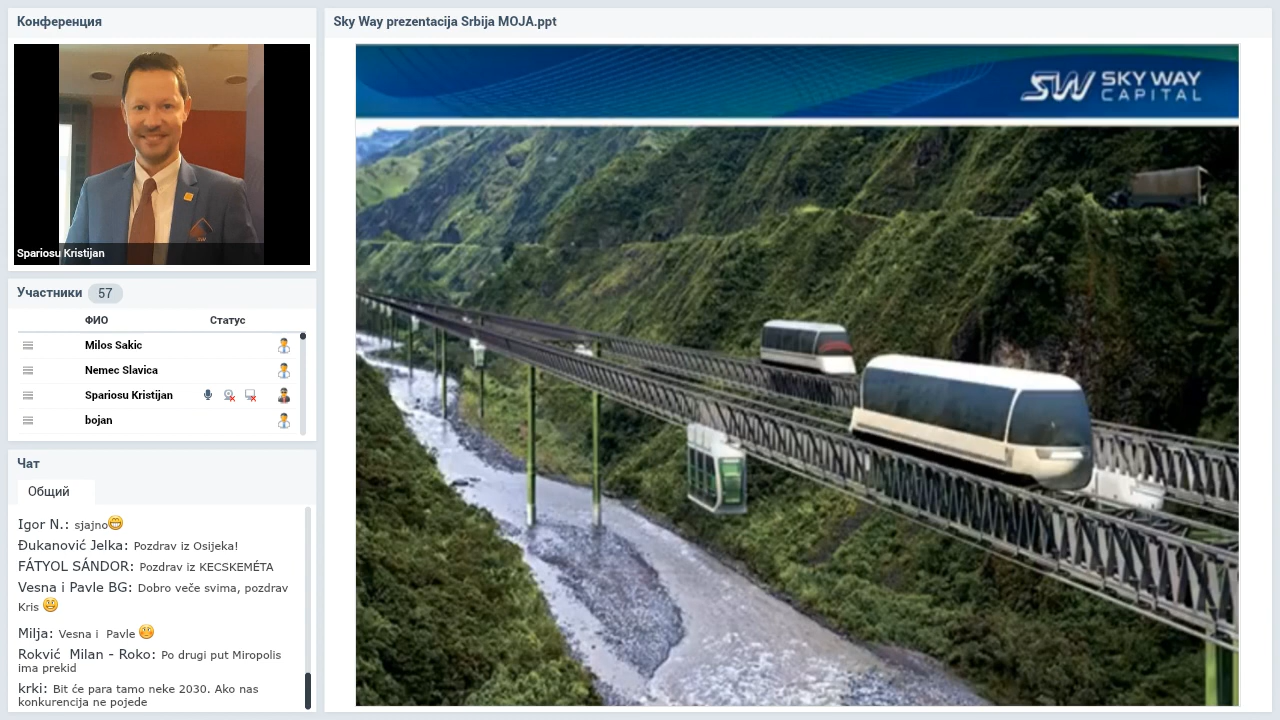 Конференция
Spariosu Kristijan
Участники 57
ФИО Статус
Milos Sakic
Nemec Slavica
Spariosu Kristijan
bojan
Чат
Общий
Igor N.: sjajno
Đukanović Jelka: Pozdrav iz Osijeka!
FÁTYOL SÁNDOR: Pozdrav iz KECSKEMÉTA
Vesna i Pavle BG: Dobro veče svima, pozdrav
Kris
Milja: Vesna i Pavle
Rokvić Milan - Roko: Po drugi put Miropolis
ima prekid
krki: Bit će para tamo neke 2030. Ako nas
konkurencija ne pojede
Sky Way prezentacija Srbija MOJA.ppt
SW SKY WAY
CAPITAL